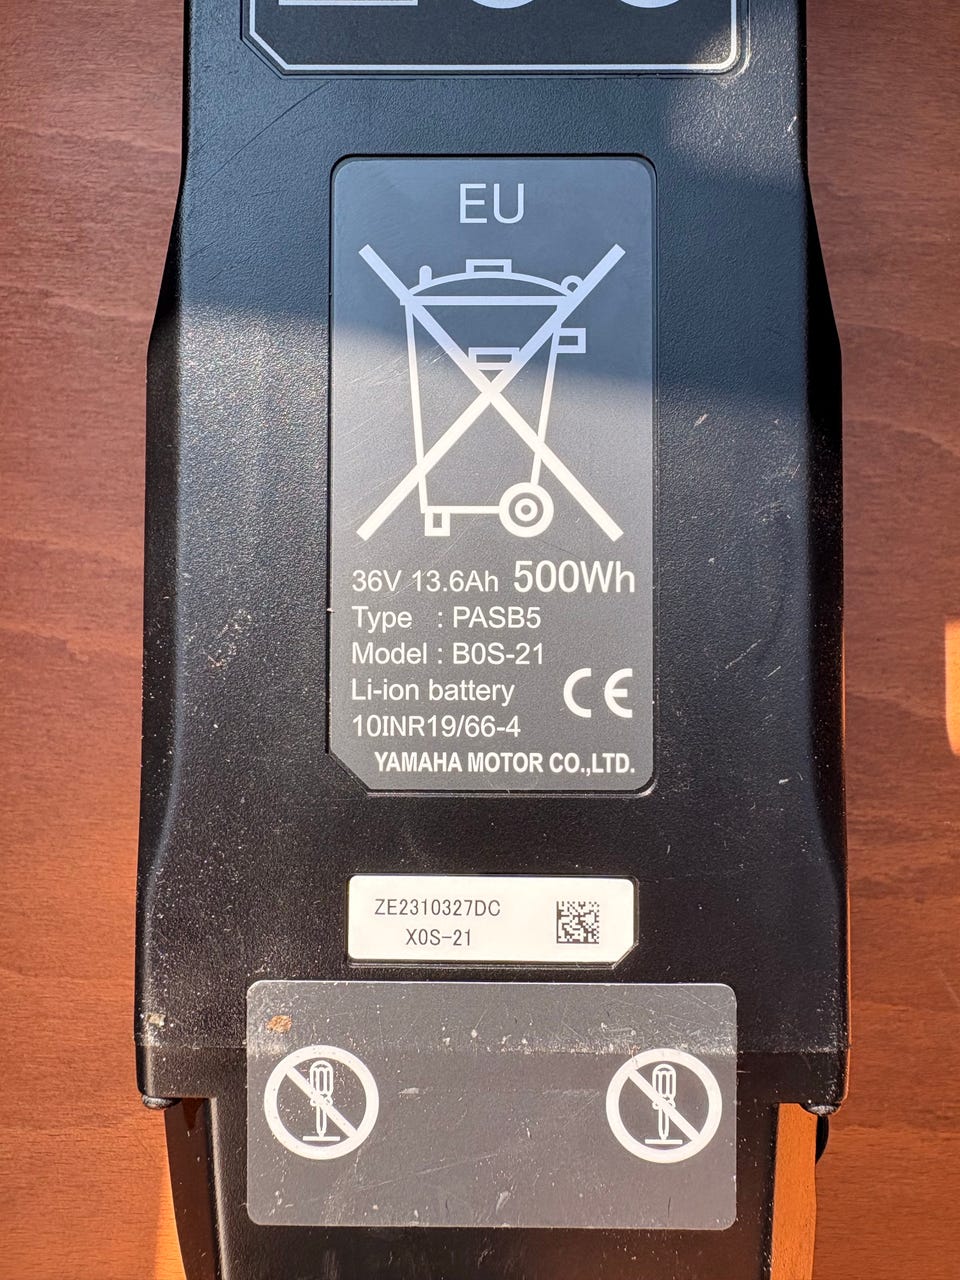 EU
36V 13.6Ah 500Wh
Type : PASB5
Model : B0S-21
Li-ion battery
CE
10INR19/66-4
YAMAHA MOTOR CO.,LTD.
ZE2310327DC
X0S-21